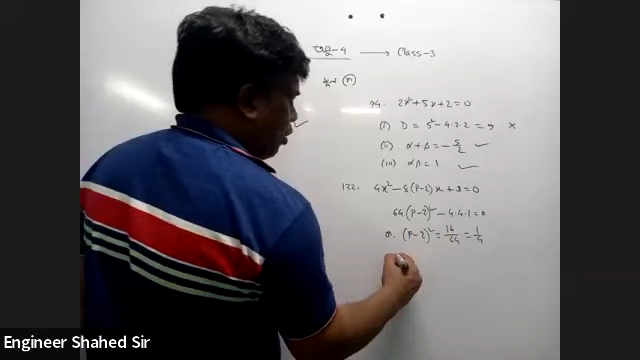 অধ্যায়-4 → Class-3
মূল (n)
94. 2x²+5x+2=0
(i) D = 5²-4·2·2 = 9 ×
(ii) α+β = -5/2 ✓
(iii) αβ = 1 ✓
132. 4x²-8(P-2)x+1=0
64(P-2)²-4·4·1=0
বা, (P-2)² = 16/64 = 1/4
Engineer Shahed Sir